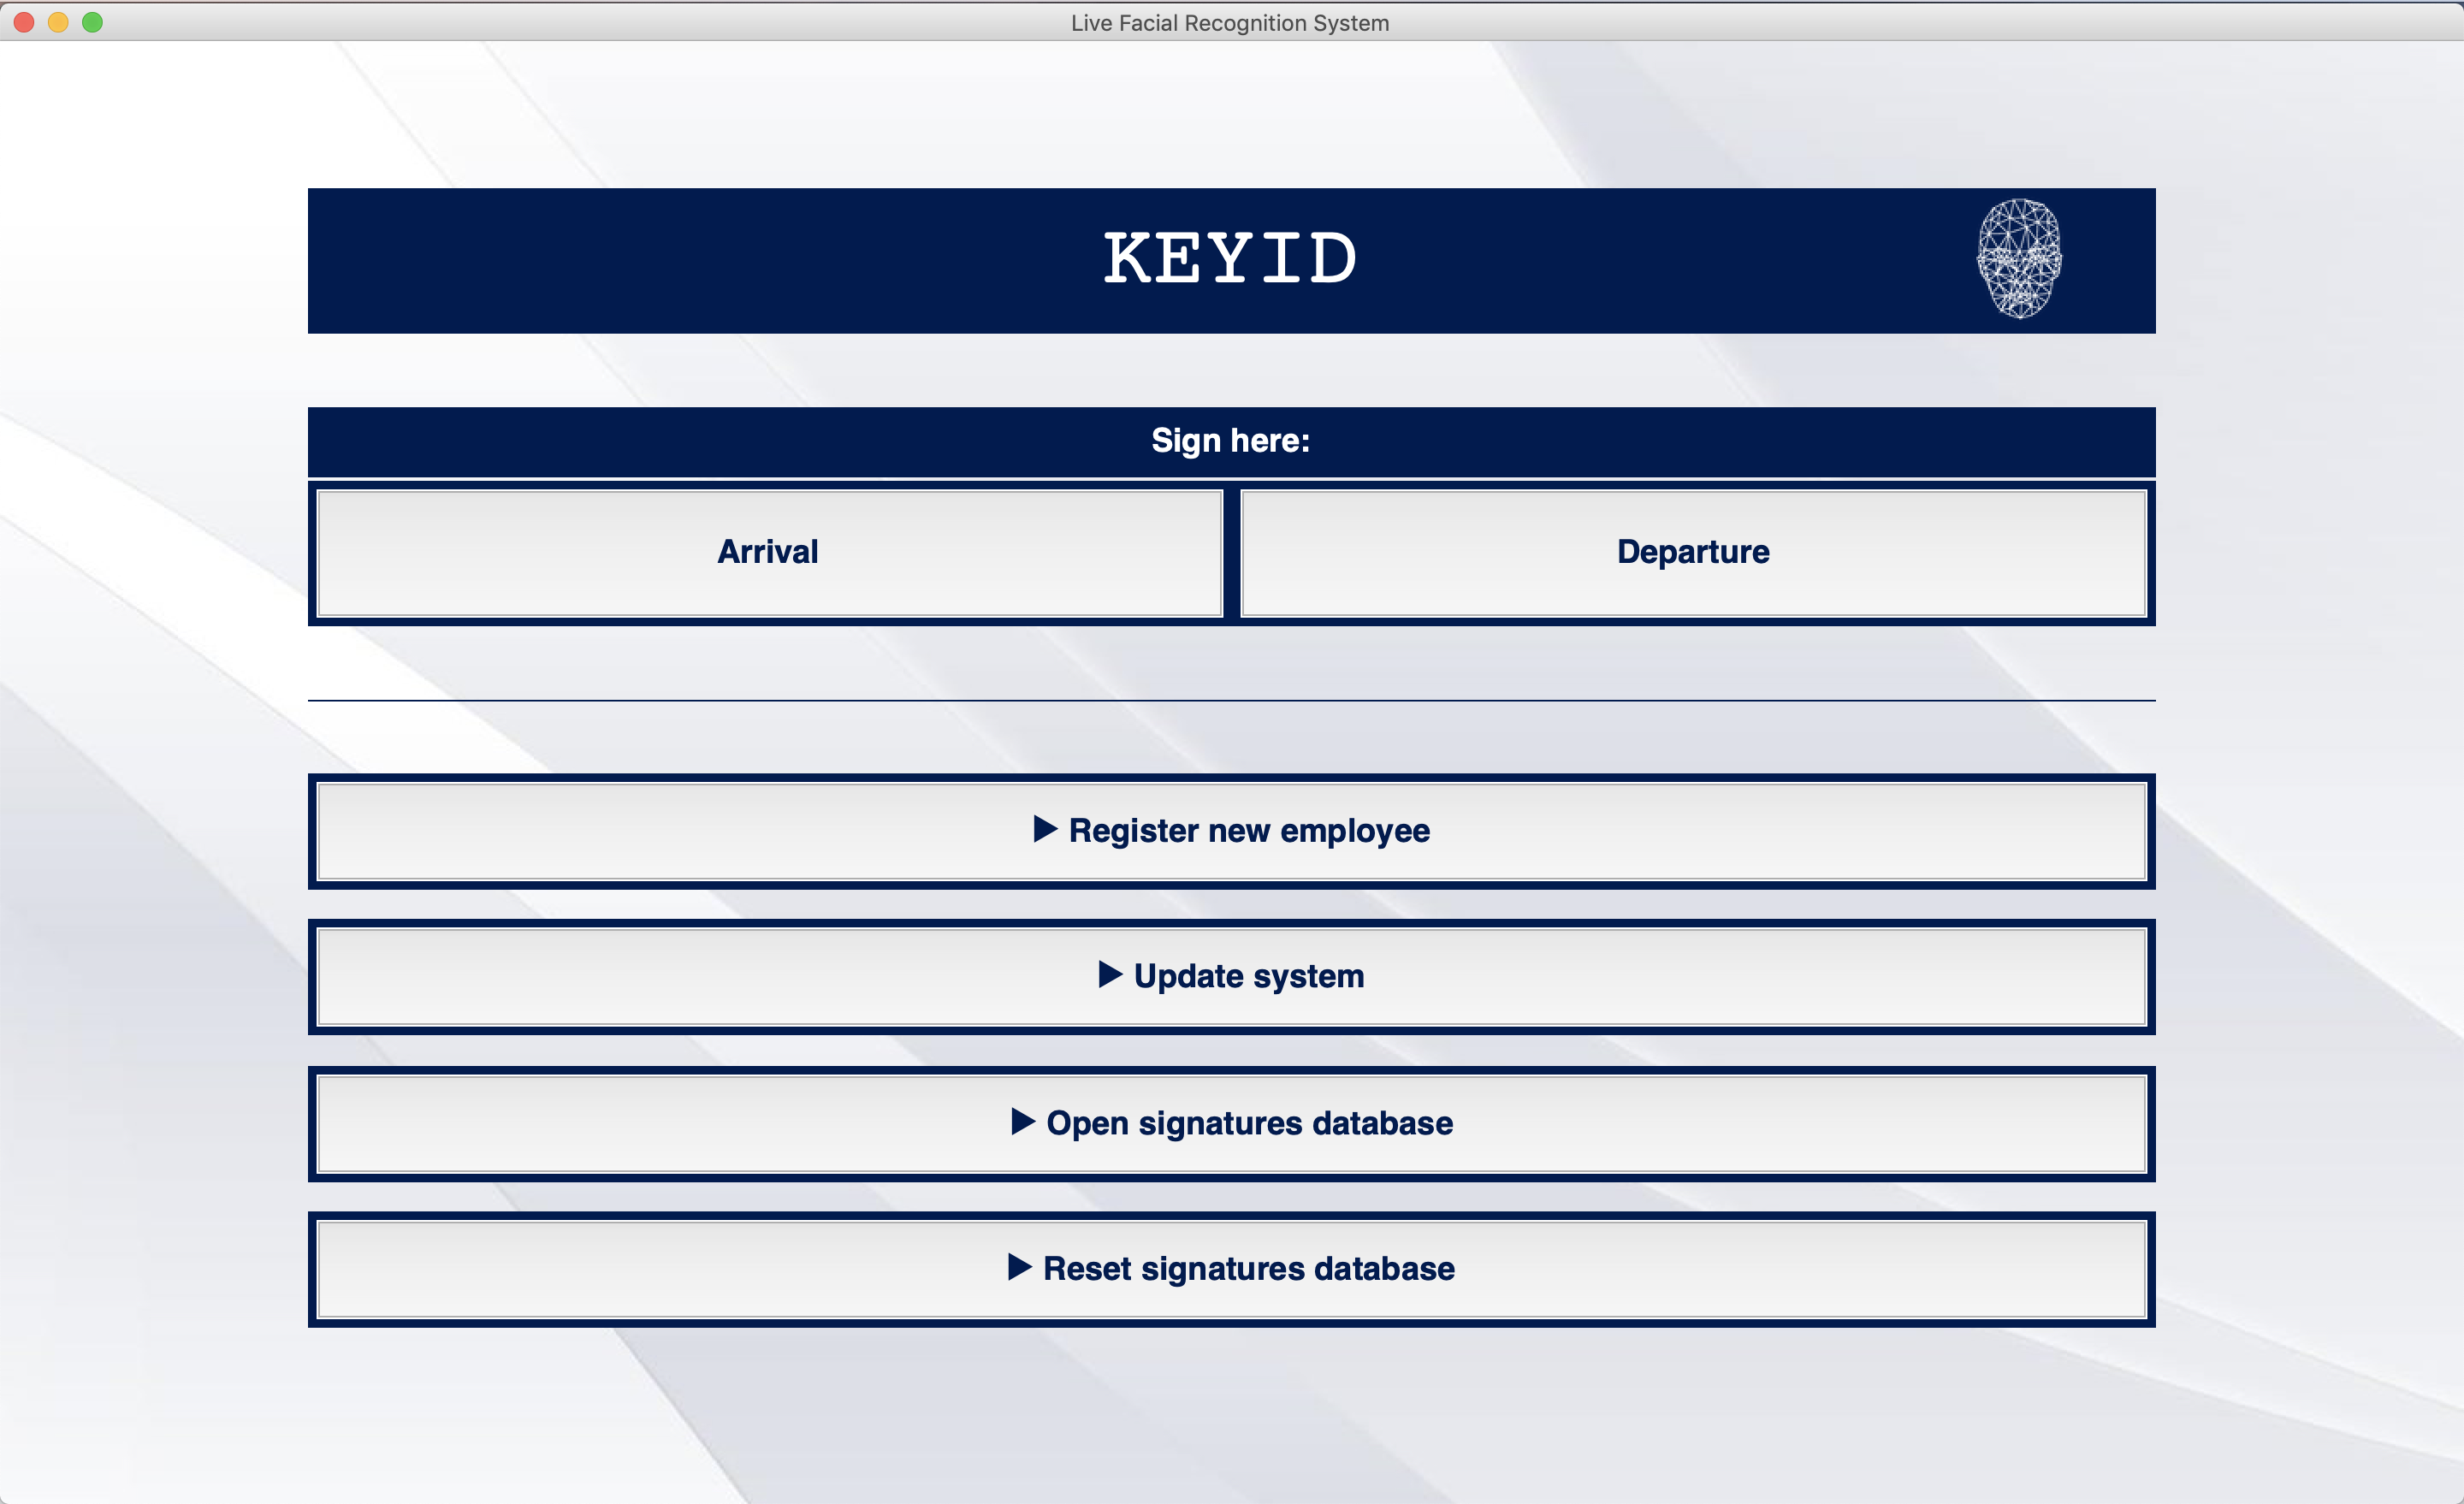 Live Facial Recognition System
KEYID
Sign here:
Arrival
Departure
▶ Register new employee
▶ Update system
▶ Open signatures database
▶ Reset signatures database